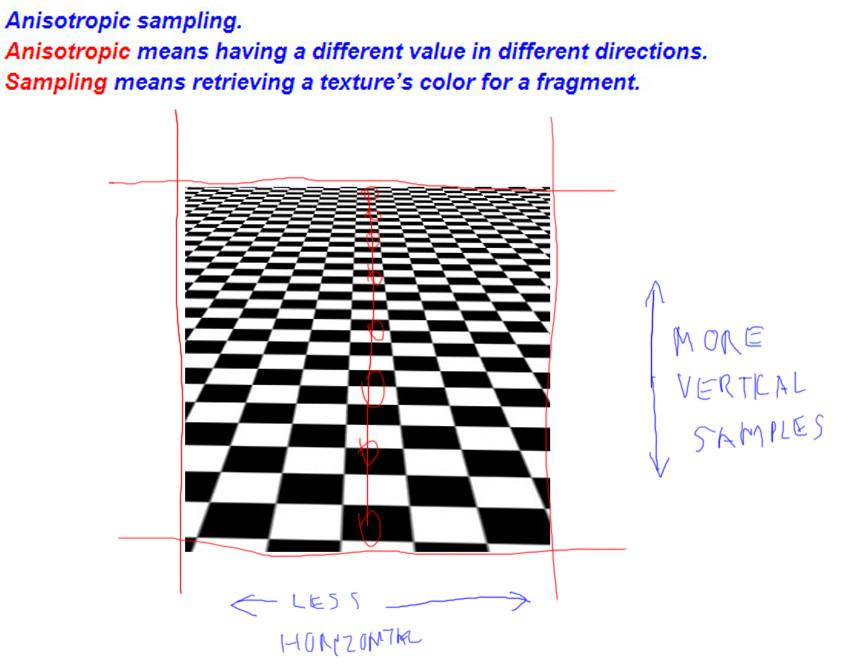 Anisotropic sampling.
Anisotropic means having a different value in different directions.
Sampling means retrieving a texture's color for a fragment.
MORE
VERTICAL
SAMPLES
LESS
HORIZONTAL